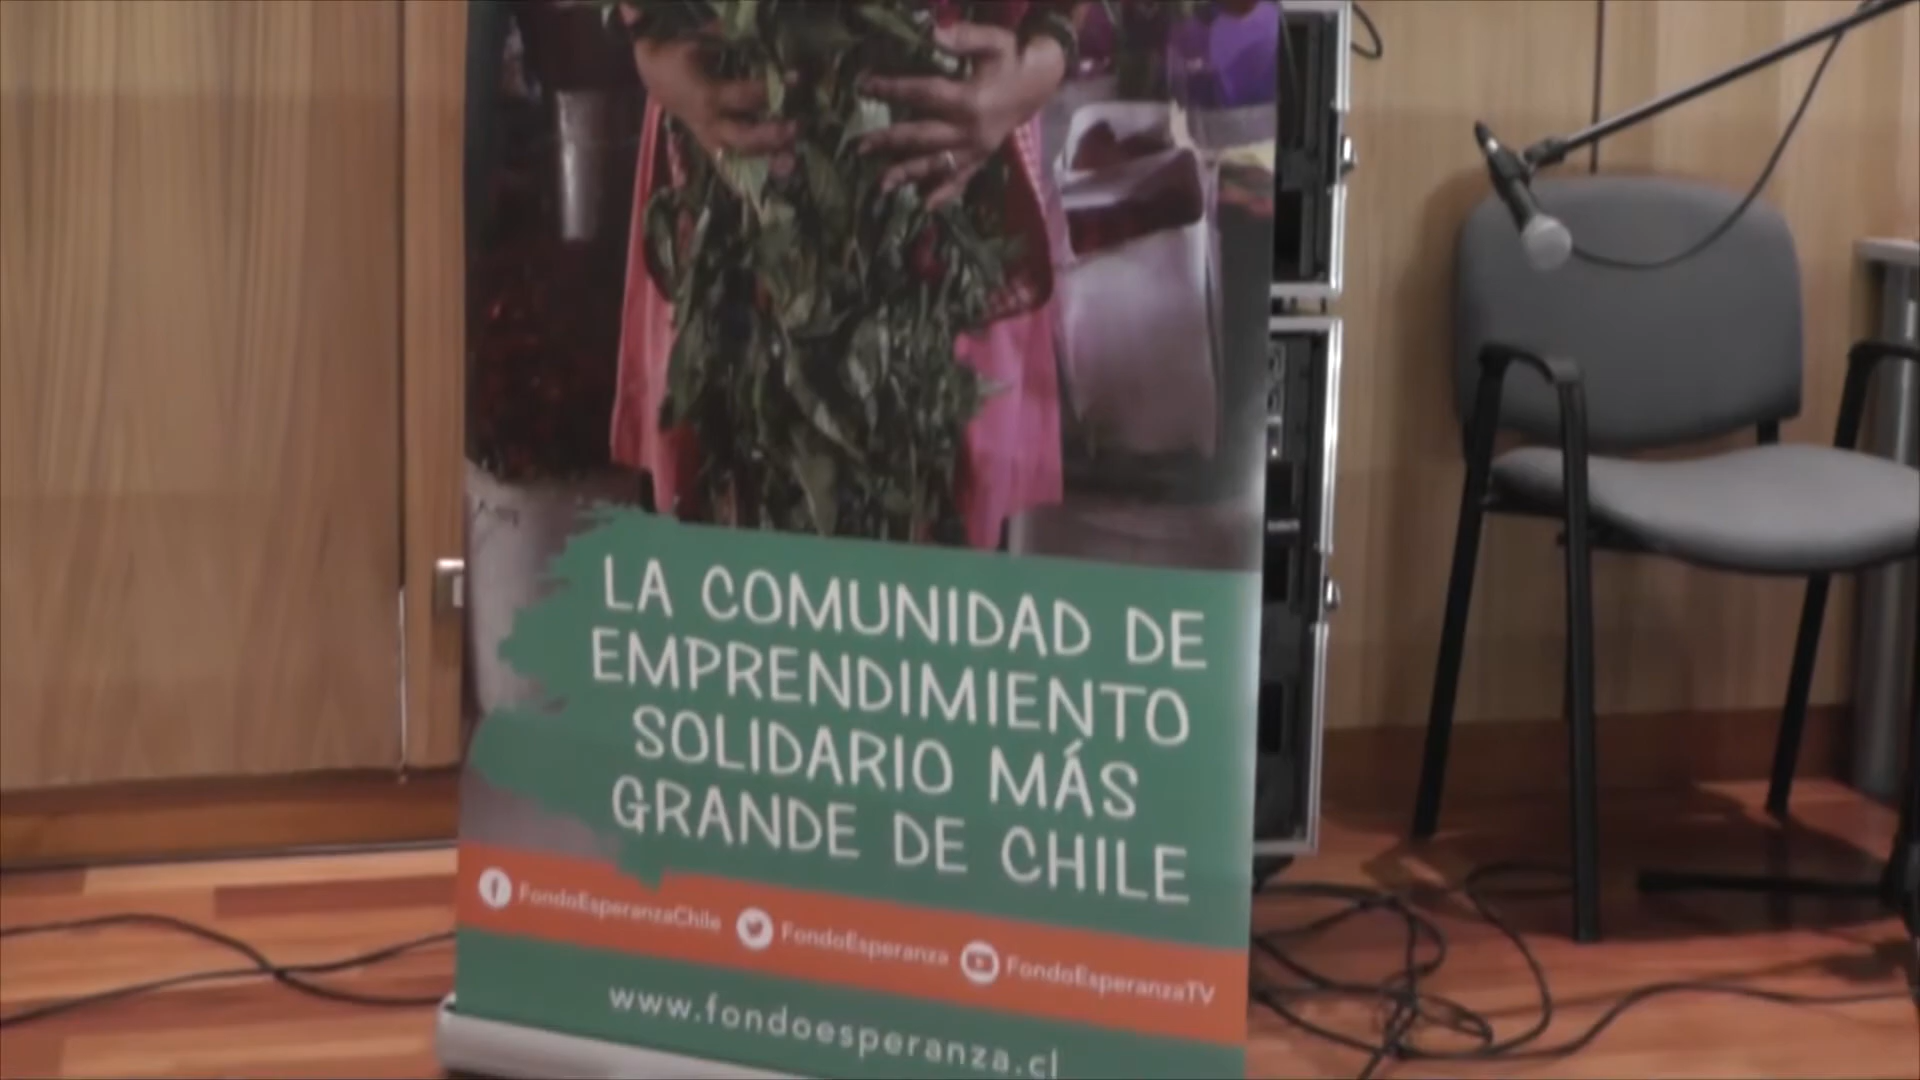 LA COMUNIDAD DE
EMPRENDIMIENTO
SOLIDARIO MÁS
GRANDE DE CHILE
FondoEsperanzaChile FondoEsperanza FondoEsperanzaTV
www.fondoesperanza.cl